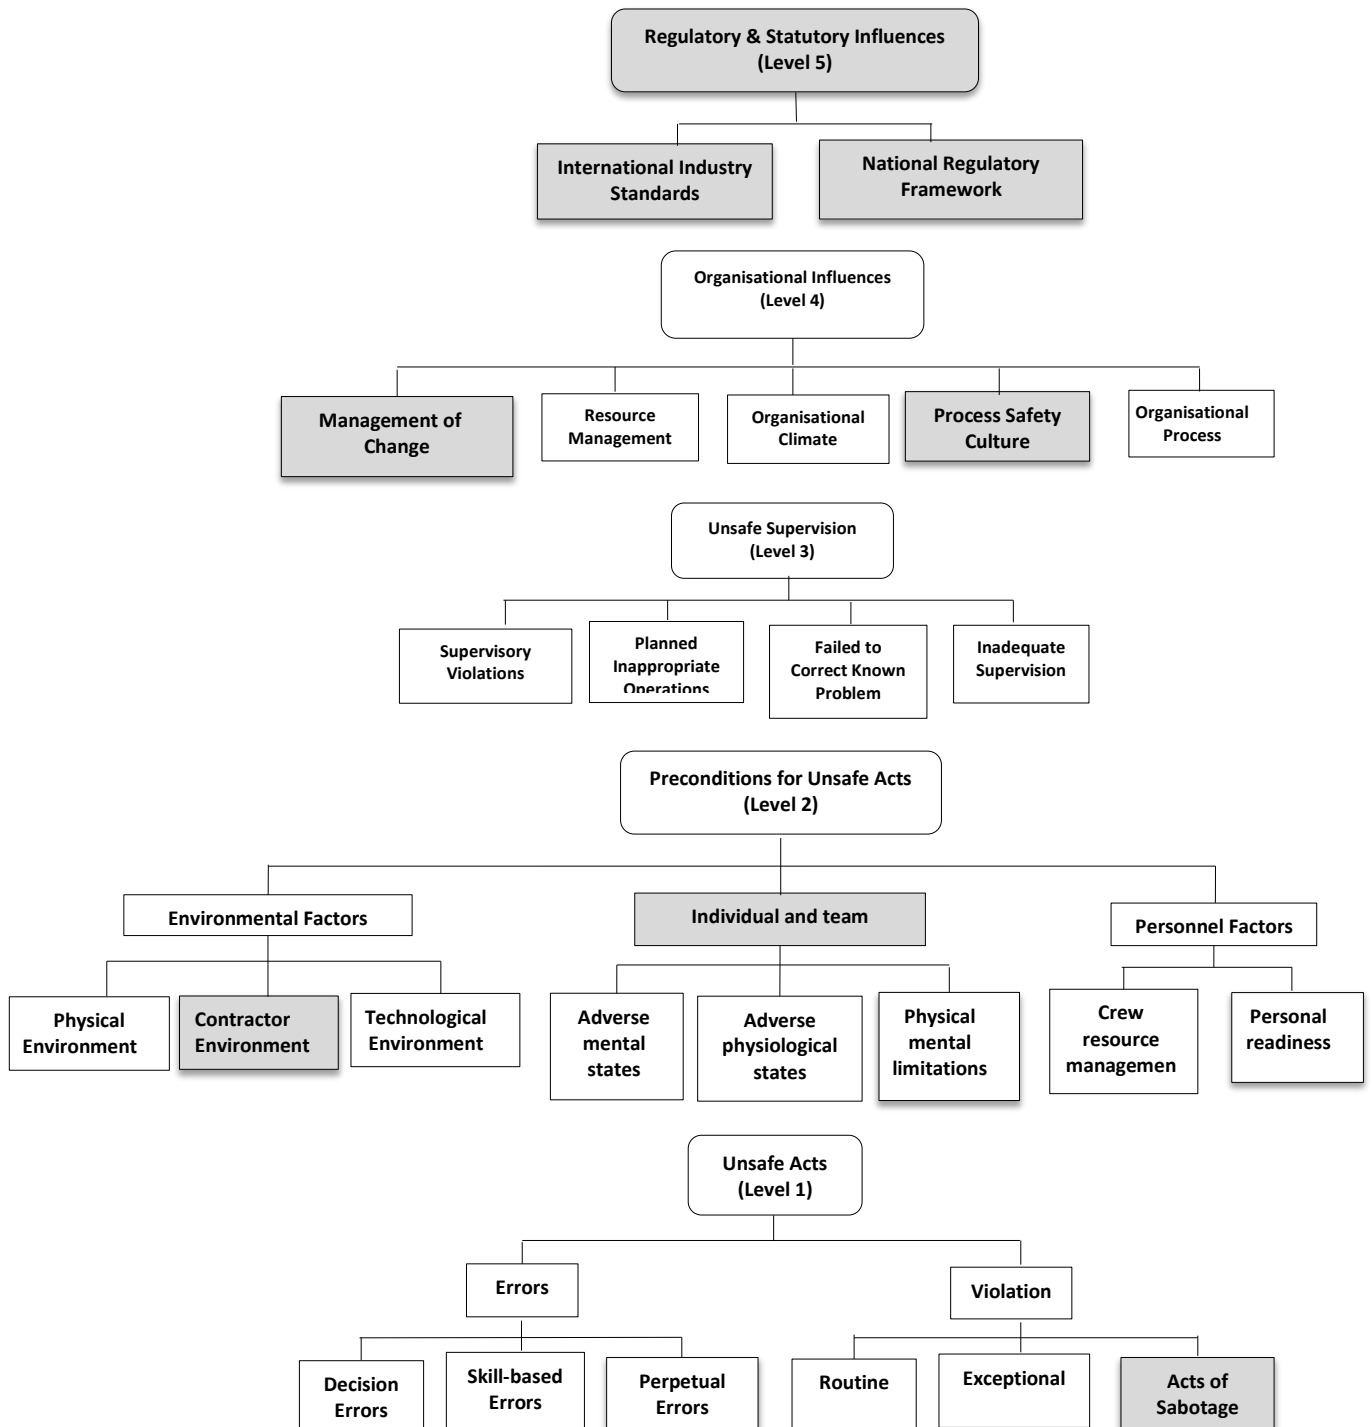 Regulatory & Statutory Influences
(Level 5)
International Industry
Standards
National Regulatory
Framework
Organisational Influences
(Level 4)
Management of
Change
Resource
Management
Organisational
Climate
Process Safety
Culture
Organisational
Process
Unsafe Supervision
(Level 3)
Supervisory
Violations
Planned
Inappropriate
Operations
Failed to
Correct Known
Problem
Inadequate
Supervision
Preconditions for Unsafe Acts
(Level 2)
Environmental Factors
Individual and team
Personnel Factors
Physical
Environment
Contractor
Environment
Technological
Environment
Adverse
mental
states
Adverse
physiological
states
Physical
mental
limitations
Crew
resource
managemen
Personal
readiness
Unsafe Acts
(Level 1)
Errors
Violation
Decision
Errors
Skill-based
Errors
Perpetual
Errors
Routine
Exceptional
Acts of
Sabotage